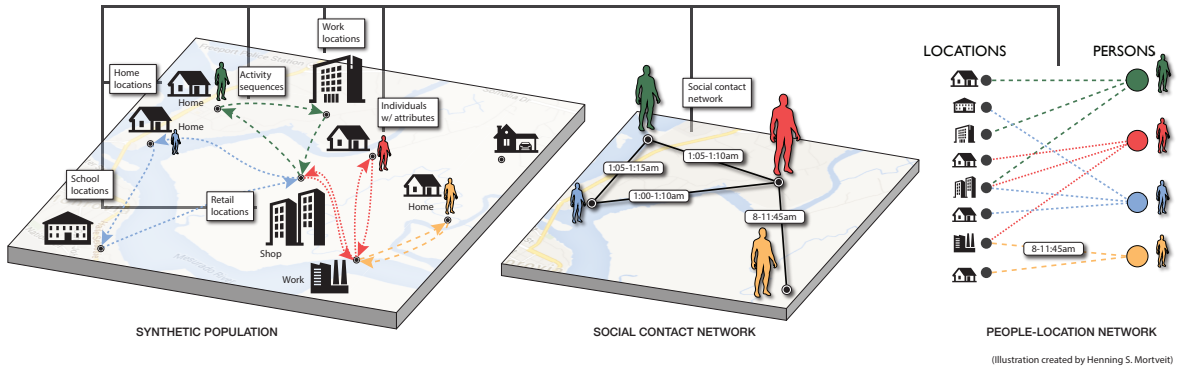 Work
locations
Home
locations
Activity
sequences
Individuals
w/ attributes
Home
Home
School
locations
Retail
locations
Home
Shop
Work
SYNTHETIC POPULATION
Social contact
network
1:05-1:15am
1:05-1:10am
1:00-1:10am
8-11:45am
SOCIAL CONTACT NETWORK
LOCATIONS
PERSONS
8-11:45am
PEOPLE-LOCATION NETWORK
(Illustration created by Henning S. Mortveit)